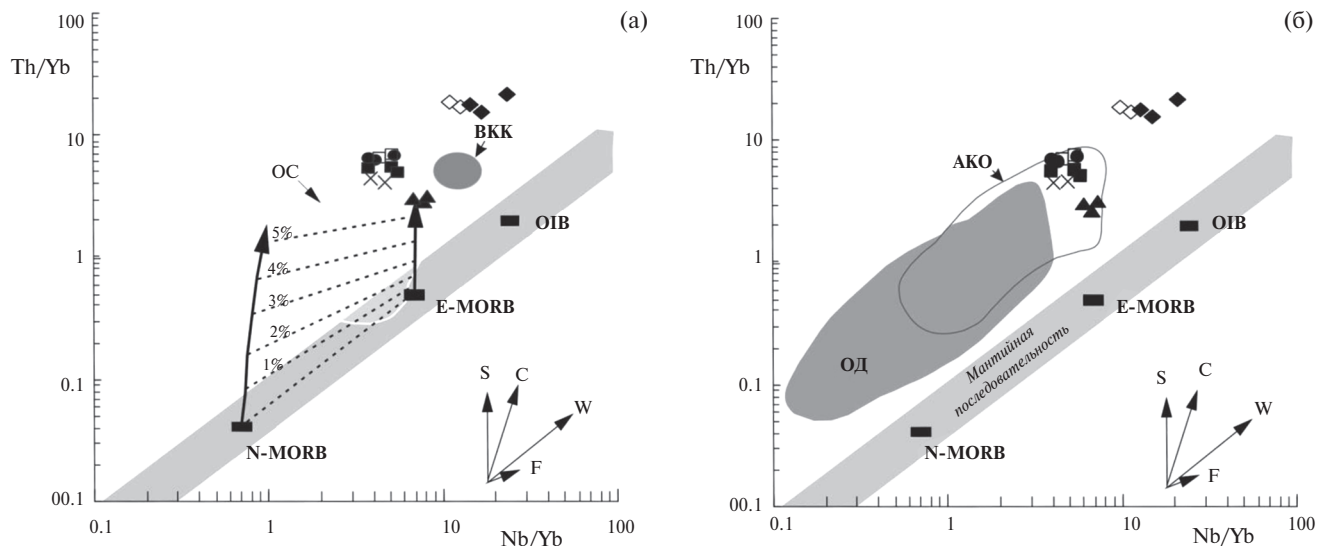 100
(а)
Th/Yb
10
ВКК
ОС
OIB
5%
1
4%
3%
E-MORB
2%
1%
0.1
S
C
W
N-MORB
F
00.1
0.1
1
10
100
Nb/Yb
100
(б)
Th/Yb
10
АКО
OIB
1
E-MORB
Мантийная
последовательность
ОД
0.1
S
C
W
N-MORB
F
00.1
0.1
1
10
100
Nb/Yb